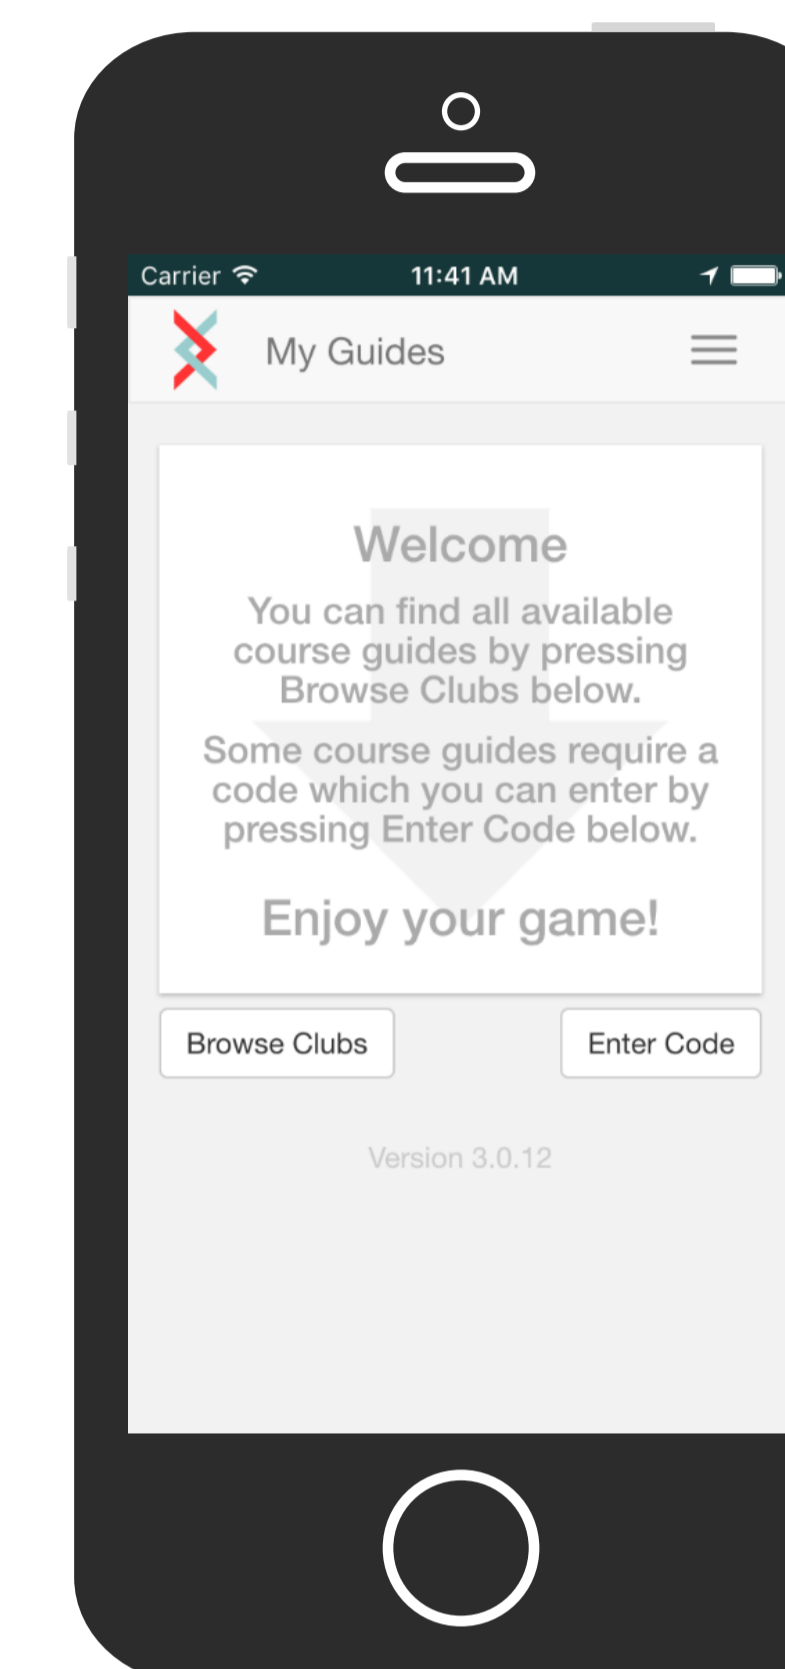 Carrier 11:41 AM
My Guides
Welcome
You can find all available
course guides by pressing
Browse Clubs below.
Some course guides require a
code which you can enter by
pressing Enter Code below.
Enjoy your game!
Browse Clubs Enter Code
Version 3.0.12